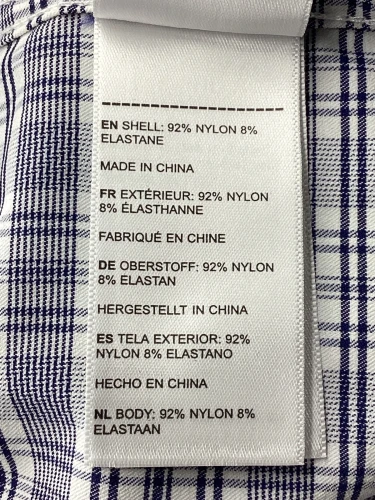 EN SHELL: 92% NYLON 8%
ELASTANE
MADE IN CHINA
FR EXTÉRIEUR: 92% NYLON
8% ÉLASTHANNE
FABRIQUÉ EN CHINE
DE OBERSTOFF: 92% NYLON
8% ELASTAN
HERGESTELLT IN CHINA
ES TELA EXTERIOR: 92%
NYLON 8% ELASTANO
HECHO EN CHINA
NL BODY: 92% NYLON 8%
ELASTAAN